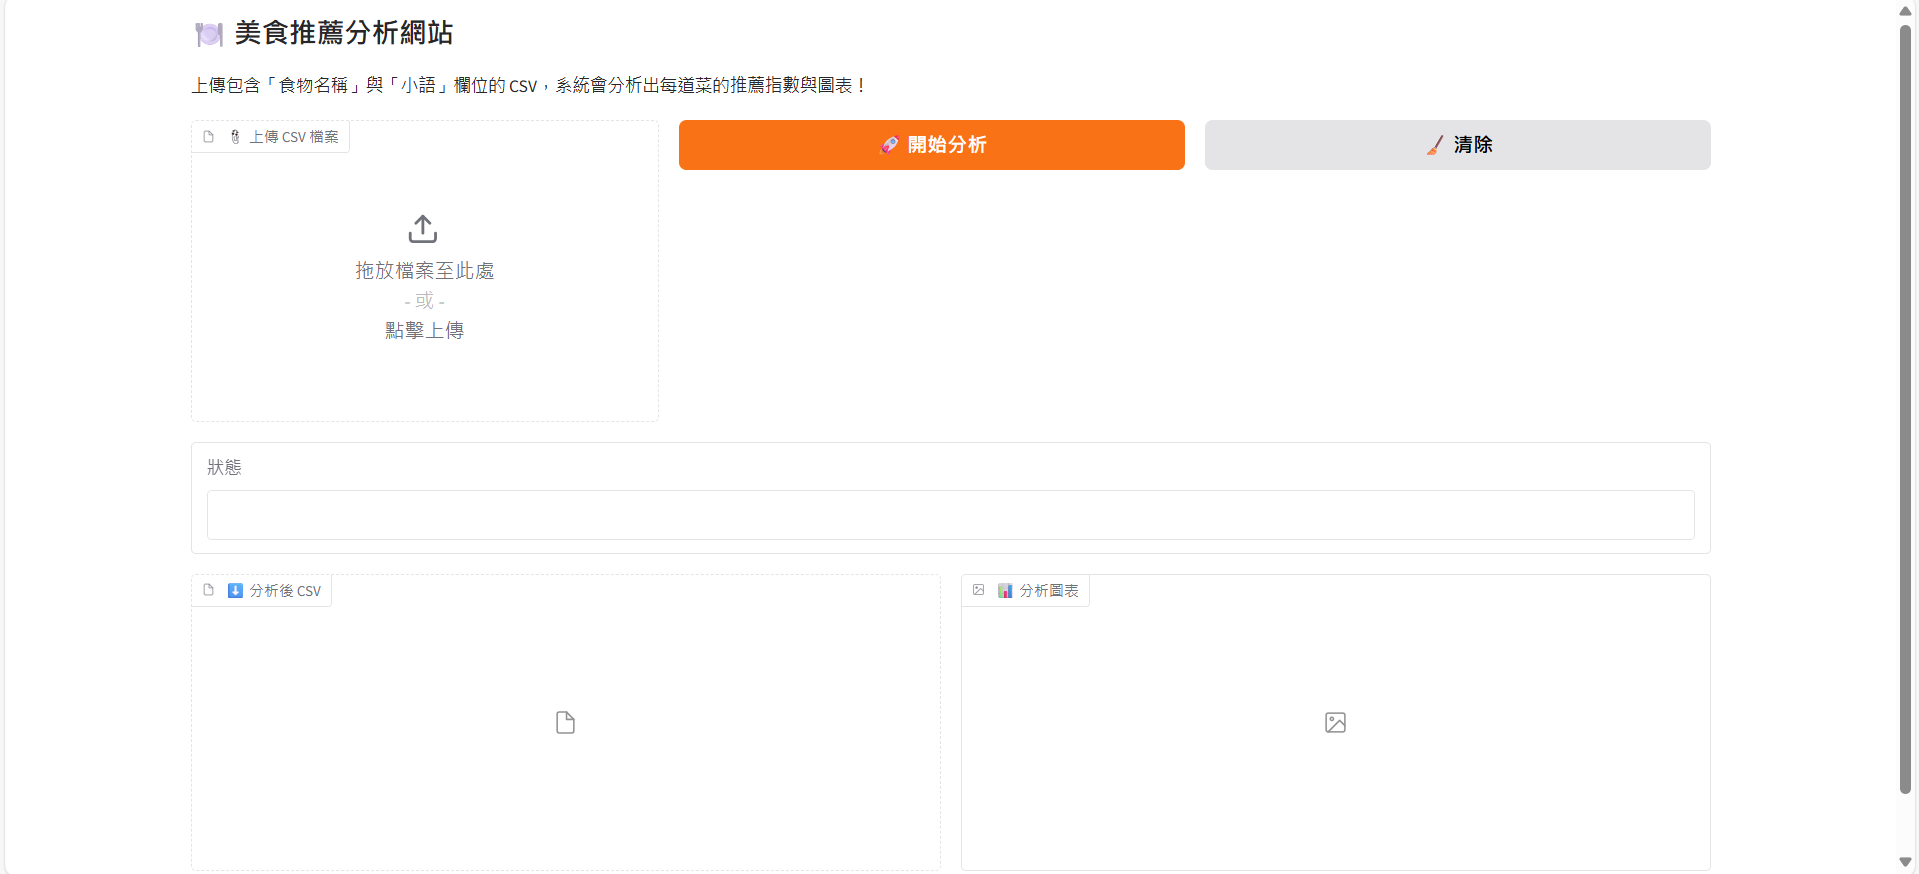 美食推薦分析網站
上傳包含「食物名稱」與「小語」欄位的 CSV，系統會分析出每道菜的推薦指數與圖表！
上傳 CSV 檔案
開始分析
清除
拖放檔案至此處
- 或 -
點擊上傳
狀態
分析後 CSV
分析圖表